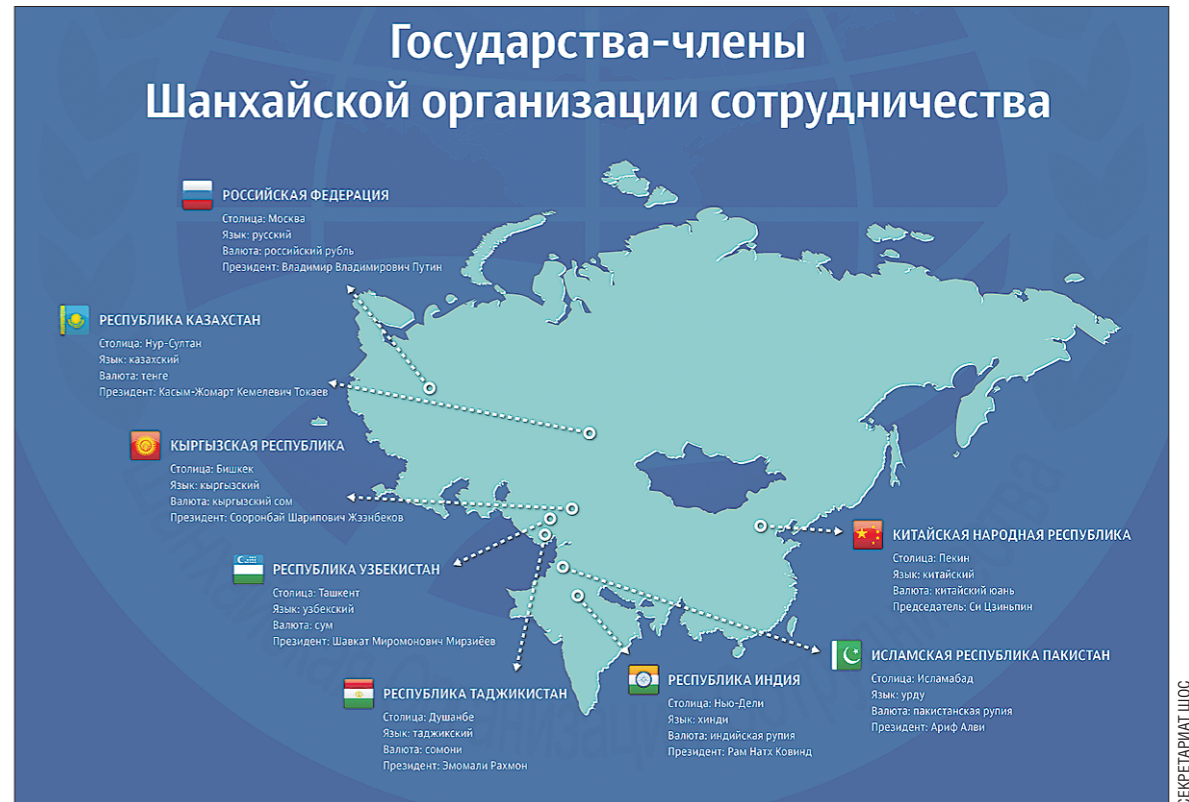 Государства-члены
Шанхайской организации сотрудничества
РОССИЙСКАЯ ФЕДЕРАЦИЯ
Столица: Москва
Язык: русский
Валюта: российский рубль
Президент: Владимир Владимирович Путин
РЕСПУБЛИКА КАЗАХСТАН
Столица: Нур-Султан
Язык: казахский
Валюта: тенге
Президент: Касым-Жомарт Кемелевич Токаев
КЫРГЫЗСКАЯ РЕСПУБЛИКА
Столица: Бишкек
Язык: кыргызский
Валюта: кыргызский сом
Президент: Сооронбай Шарипович Жээнбеков
РЕСПУБЛИКА УЗБЕКИСТАН
Столица: Ташкент
Язык: узбекский
Валюта: сум
Президент: Шавкат Миромонович Мирзиёев
РЕСПУБЛИКА ТАДЖИКИСТАН
Столица: Душанбе
Язык: таджикский
Валюта: сомони
Президент: Эмомали Рахмон
РЕСПУБЛИКА ИНДИЯ
Столица: Нью-Дели
Язык: хинди
Валюта: индийская рупия
Президент: Рам Натх Ковинд
КИТАЙСКАЯ НАРОДНАЯ РЕСПУБЛИКА
Столица: Пекин
Язык: китайский
Валюта: китайский юань
Председатель: Си Цзиньпин
ИСЛАМСКАЯ РЕСПУБЛИКА ПАКИСТАН
Столица: Исламабад
Язык: урду
Валюта: пакистанская рупия
Президент: Ариф Алви
СЕКРЕТАРИАТ ШОС